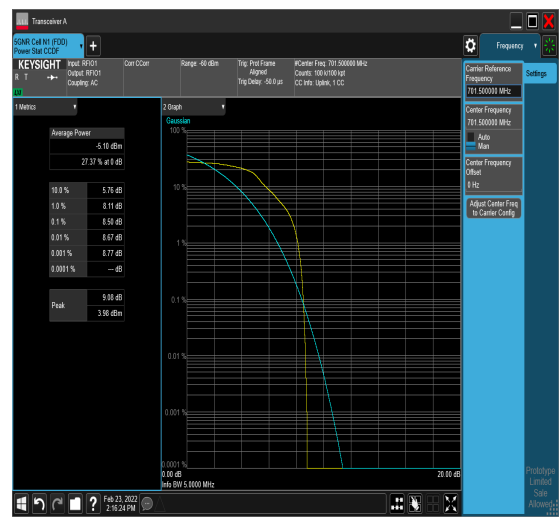 Transceiver A
5GNR Cell N1 (FDD)
Power Stat CCDF
Frequency
KEYSIGHT
R T
Input: RFIO1
Output: RFIO1
Coupling: AC
Corr CCorr
Range: -60 dBm
Trig: Prot Frame
Aligned
Trig Delay: -50.0 µs
#Center Freq: 701.500000 MHz
Counts: 100 k/100 kpt
CC Info: Uplink, 1 CC
1 Metrics
Average Power
-5.10 dBm
27.37 % at 0 dB
10.0 % 5.76 dB
1.0 % 8.11 dB
0.1 % 8.50 dB
0.01 % 8.67 dB
0.001 % 8.77 dB
0.0001 % --- dB
Peak
9.08 dB
3.98 dBm
2 Graph
Gaussian
100 %
10 %
1 %
0.1 %
0.01 %
0.001 %
0.0001 %
0.00 dB
20.00 dB
Info BW 5.0000 MHz
Carrier Reference
Frequency
701.500000 MHz
Settings
Center Frequency
701.500000 MHz
Auto
Man
Center Frequency
Offset
0 Hz
Adjust Center Freq
to Carrier Config
Prototype
Limited
Sale
Allowed
?
Feb 23, 2022
2:16:24 PM